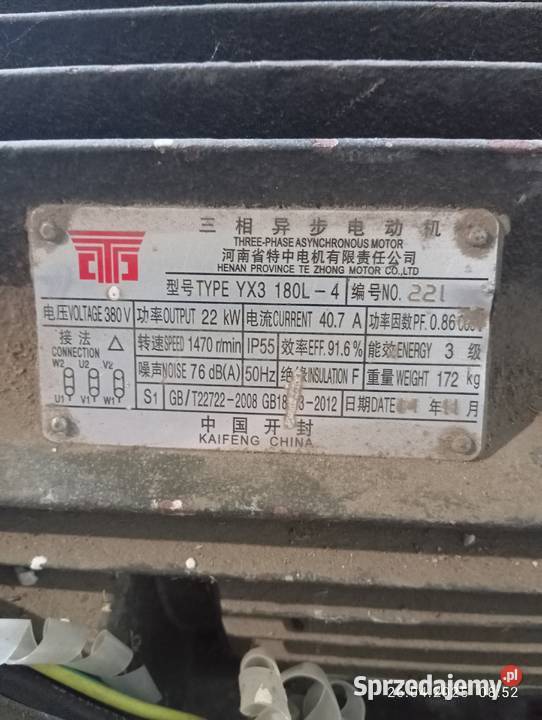 三相异步电动机
THREE-PHASE ASYNCHRONOUS MOTOR
河南省特中电机有限责任公司
HENAN PROVINCE TE ZHONG MOTOR CO.,LTD
型号TYPE YX3 180L-4 编号NO. 221
电压VOLTAGE 380V 功率OUTPUT 22 kW 电流CURRENT 40.7 A 功率因数P.F. 0.86
接法 CONNECTION △ 转速SPEED 1470 r/min IP55 效率EFF. 91.6% 能效ENERGY 3 级
W2 U2 V2 噪声NOISE 76 dB(A) 50Hz 绝缘INSULATION F 重量WEIGHT 172 kg
U1 V1 W1 S1 GB/T22722-2008 -2012 日期DATE 年 月
中国开封
KAIFENG CHINA
Sprzedajemy.pl
08:52